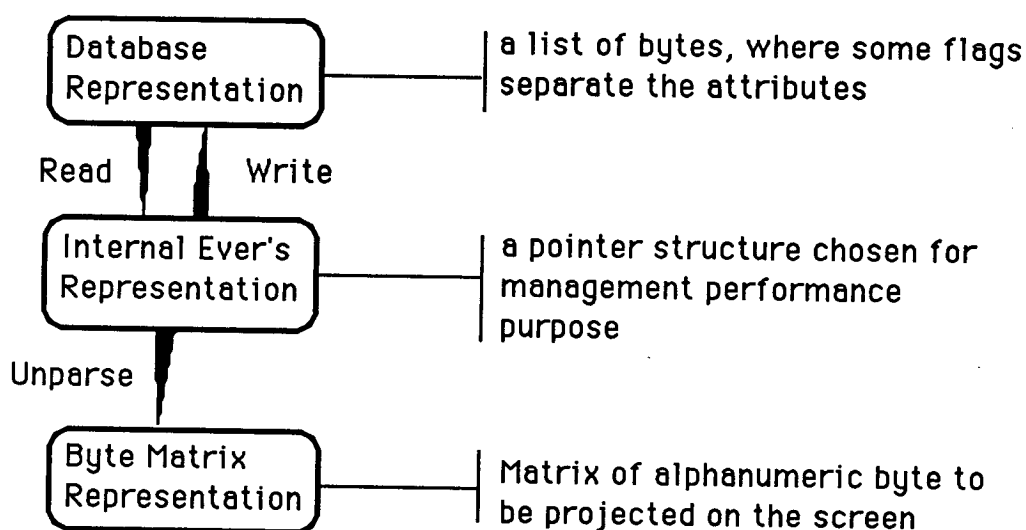 Database
Representation
a list of bytes, where some flags
separate the attributes
Read
Write
Internal Ever's
Representation
a pointer structure chosen for
management performance
purpose
Unparse
Byte Matrix
Representation
Matrix of alphanumeric byte to
be projected on the screen